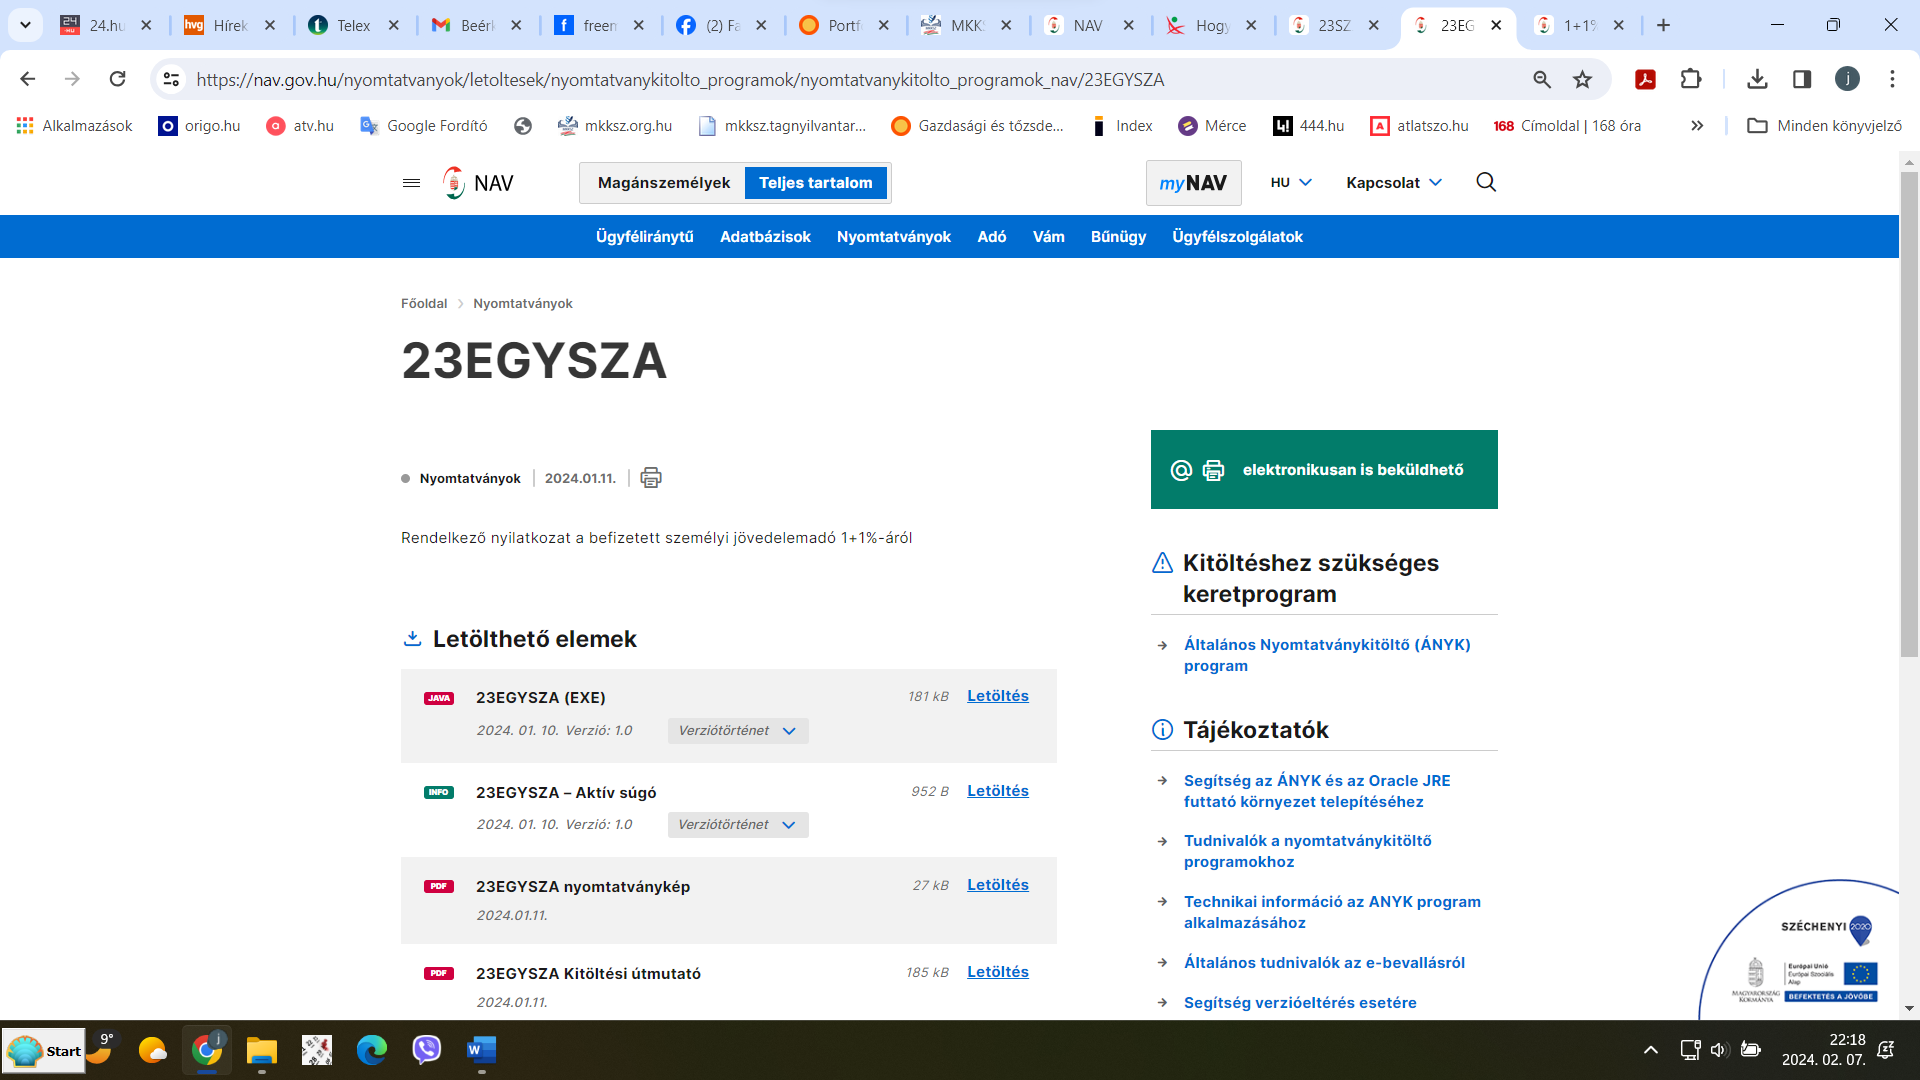 24.hu
Hírek
Telex
Beérk
freem
(2) Fa
Portf
MKKS
NAV
Hogy
23SZ
23EG
1+1%
https://nav.gov.hu/nyomtatvanyok/letoltesek/nyomtatvanykitolto_programok/nyomtatvanykitolto_programok_nav/23EGYSZA
j
Alkalmazások
origo.hu
atv.hu
Google Fordító
mkksz.org.hu
mkksz.tagnyilvantar...
Gazdasági és tőzsde...
Index
Mérce
444.hu
atlatszo.hu
168 Címoldal | 168 óra
Minden könyvjelző
NAV
Magánszemélyek
Teljes tartalom
myNAV
HU
Kapcsolat
Ügyféliránytű
Adatbázisok
Nyomtatványok
Adó
Vám
Bűnügy
Ügyfélszolgálatok
Főoldal
Nyomtatványok
23EGYSZA
Nyomtatványok
2024.01.11.
Rendelkező nyilatkozat a befizetett személyi jövedelemadó 1+1%-áról
Letölthető elemek
JAVA
23EGYSZA (EXE)
181 kB
Letöltés
2024. 01. 10. Verzió: 1.0
Verziótörténet
INFO
23EGYSZA – Aktív súgó
952 B
Letöltés
2024. 01. 10. Verzió: 1.0
Verziótörténet
PDF
23EGYSZA nyomtatványkép
27 kB
Letöltés
2024.01.11.
PDF
23EGYSZA Kitöltési útmutató
185 kB
Letöltés
2024.01.11.
elektronikusan is beküldhető
Kitöltéshez szükséges
keretprogram
Általános Nyomtatványkitöltő (ÁNYK)
program
Tájékoztatók
Segítség az ÁNYK és az Oracle JRE
futtató környezet telepítéséhez
Tudnivalók a nyomtatványkitöltő
programokhoz
Technikai információ az ANYK program
alkalmazásához
Általános tudnivalók az e-bevallásról
Segítség verzióeltérés esetére
SZÉCHENYI 2020
Európai Unió
Európai Szociális
Alap
MAGYARORSZÁG
KORMÁNYA
BEFEKTETÉS A JÖVŐBE
Start
9°
22:18
2024. 02. 07.